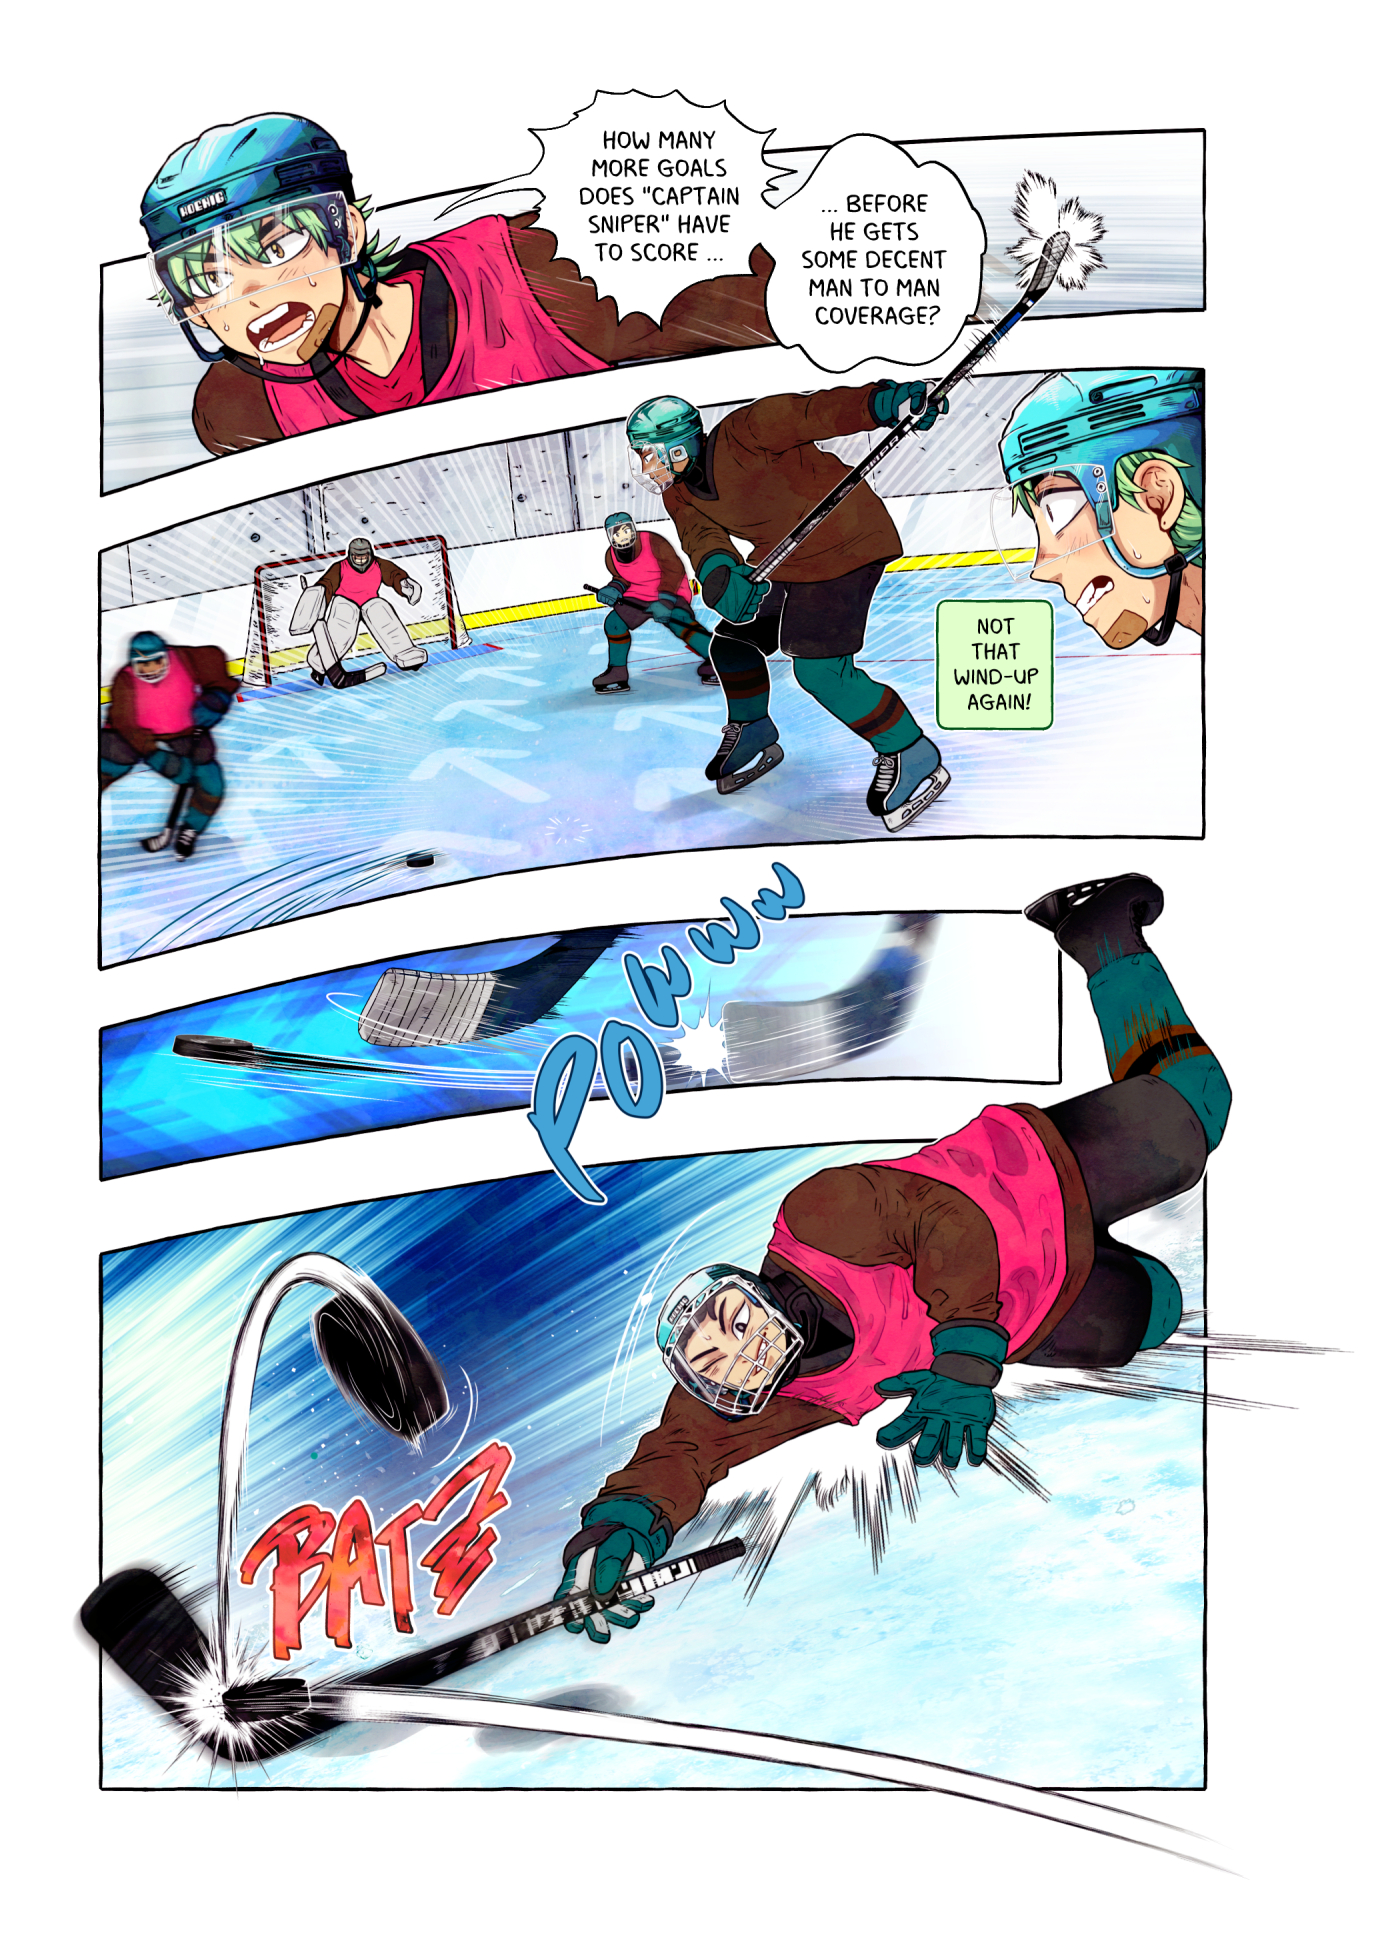 HOW MANY
MORE GOALS
DOES "CAPTAIN
SNIPER" HAVE
TO SCORE ...
... BEFORE
HE GETS
SOME DECENT
MAN TO MAN
COVERAGE?
NOT
THAT
WIND-UP
AGAIN!
POWWWW
BATZ